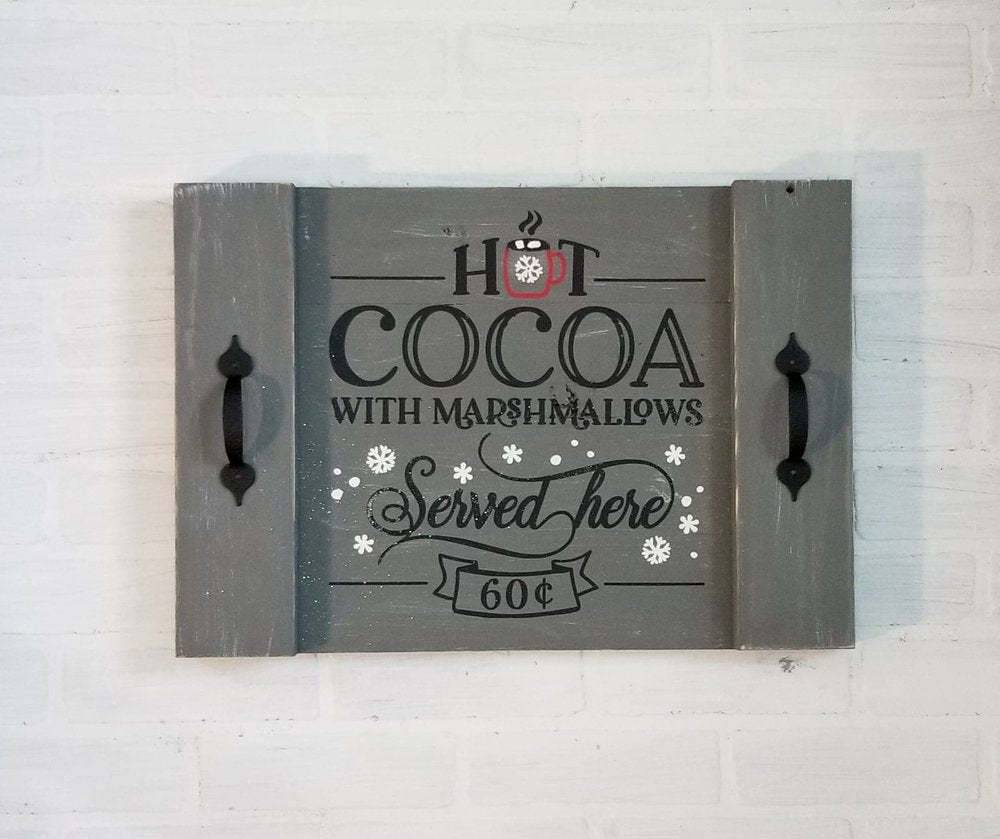 HOT
COCOA
WITH MARSHMALLOWS
Served here
60¢